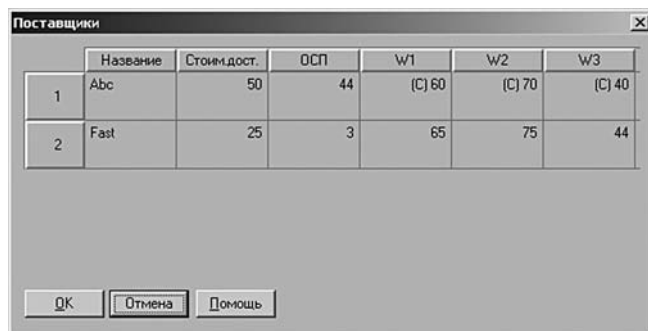 Поставщики
Название Стоим.дост. ОСП W1 W2 W3
1 Abc 50 44 (C) 60 (C) 70 (C) 40
2 Fast 25 3 65 75 44
OK Отмена Помощь